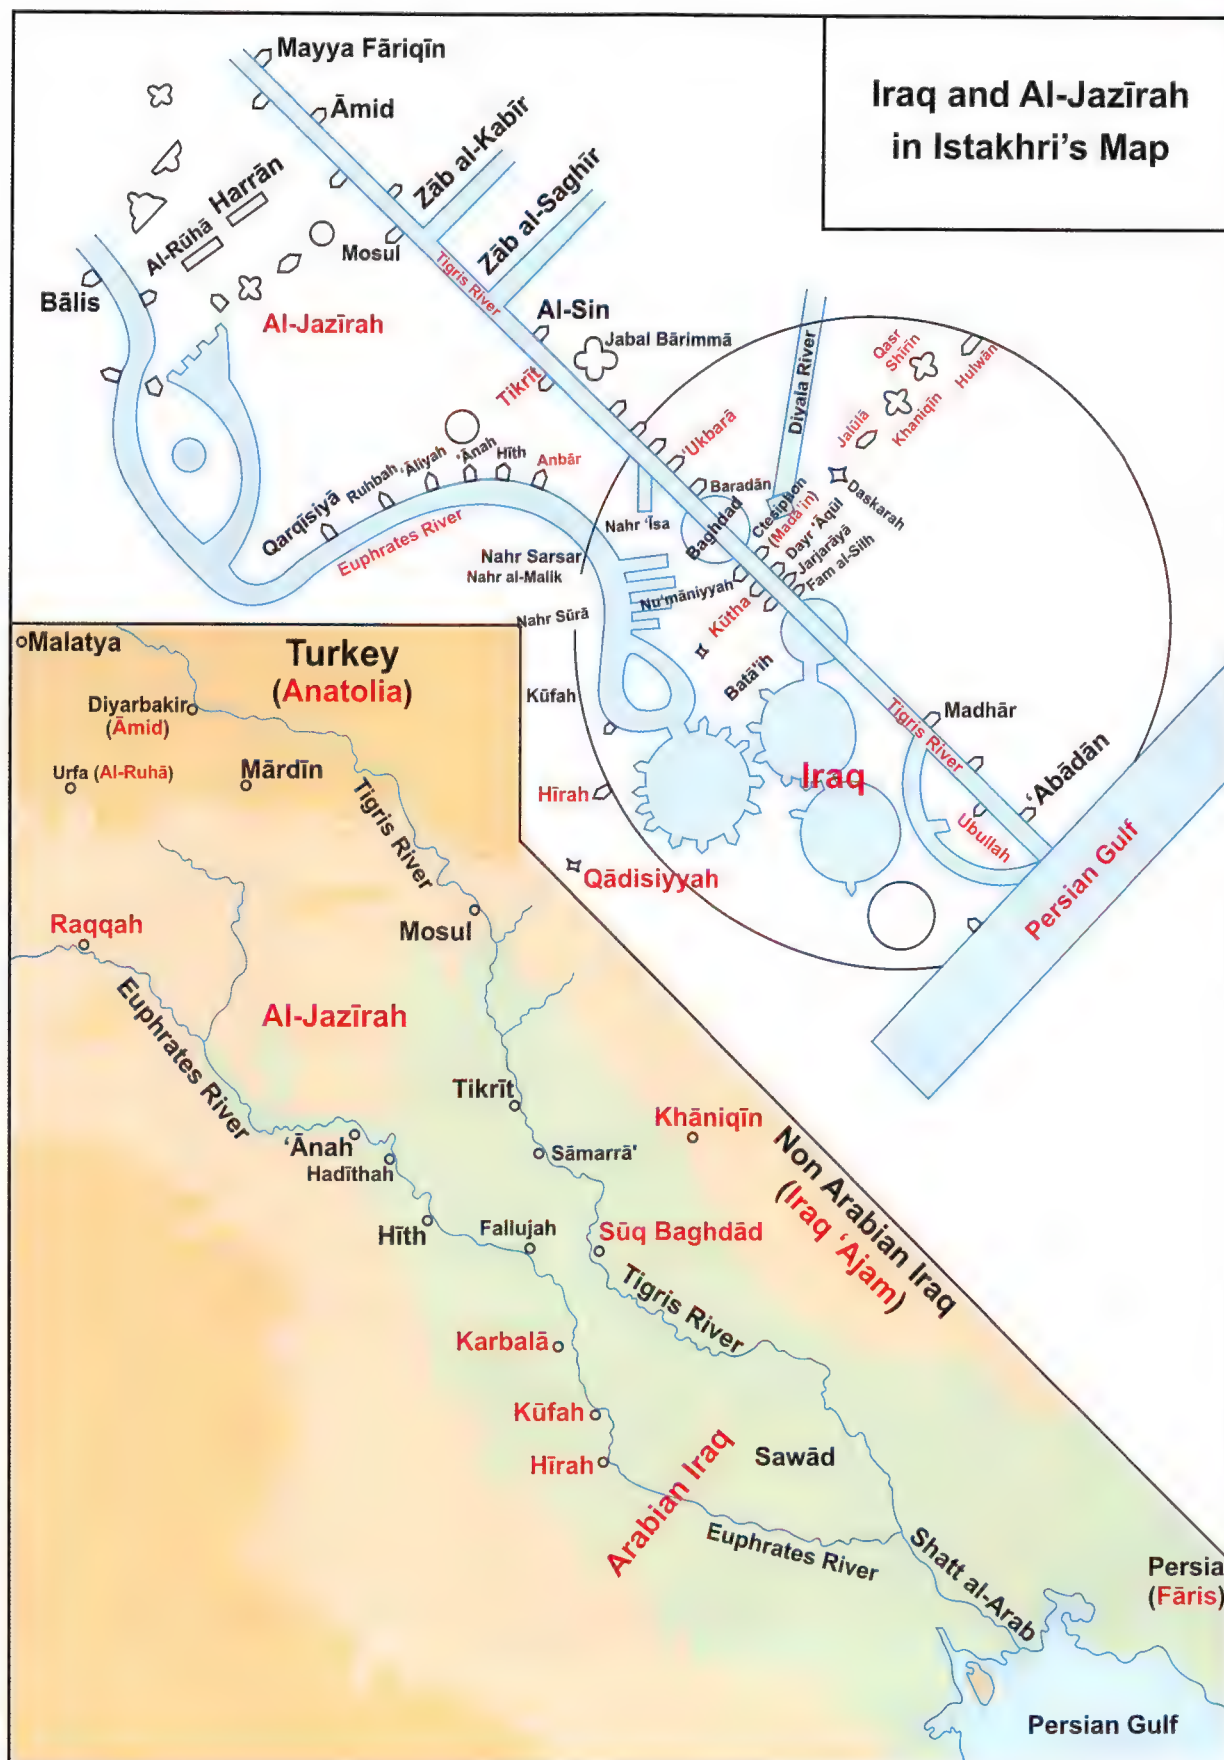 Iraq and Al-Jazīrah
in Istakhri's Map
Mayya Fāriqīn
Āmid
Zāb al-Kabīr
Zāb al-Saghīr
Harrān
Al-Rūhā
Mosul
Bālis
Al-Jazīrah
Tigris River
Al-Sin
Jabal Bārimmā
Tikrīt
Diyala River
Qasr
Shīrīn
Hulwān
Khaniqīn
Jalūlā
'Ukbarā
Daskarah
Baradān
Baghdad
Ctesiphon
(Madā'in)
Dayr 'Āqūl
Jarjarāyā
Fam al-Silh
Qarqīsiyā
Ruhbah
'Āliyah
'Ānah
Hīth
Anbār
Euphrates River
Nahr 'Īsa
Nahr Sarsar
Nahr al-Malik
Nahr Sūrā
Nu'māniyyah
Kūtha
Batā'ih
Kūfah
Hīrah
Qādisiyyah
Iraq
Tigris River
Madhār
'Abādān
Ubullah
Persian Gulf
Malatya
Turkey
(Anatolia)
Diyarbakir
(Āmid)
Urfa (Al-Ruhā)
Mārdīn
Tigris River
Mosul
Raqqah
Euphrates River
Al-Jazīrah
Tikrīt
Khāniqīn
'Ānah
Hadīthah
Sāmarrā'
Non Arabian Iraq
(Iraq 'Ajam)
Hīth
Fallujah
Sūq Baghdād
Tigris River
Karbalā
Kūfah
Hīrah
Arabian Iraq
Sawād
Euphrates River
Shatt al-Arab
Persia
(Fāris)
Persian Gulf